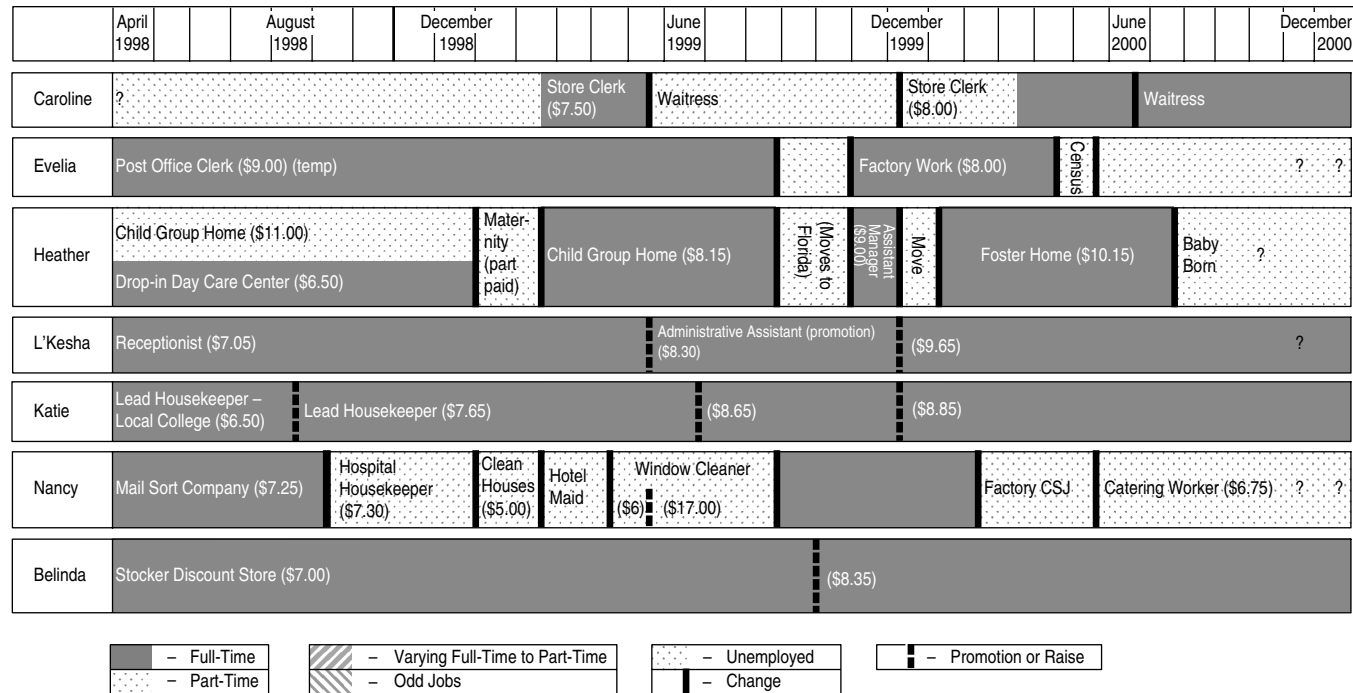 April August December June December June December
1998 1998 1998 1999 1999 2000 2000
Caroline
?
Store Clerk
($7.50)
Waitress
Store Clerk
($8.00)
Waitress
Evelia
Post Office Clerk ($9.00) (temp)
Factory Work ($8.00)
Census
? ?
Heather
Child Group Home ($11.00)
Drop-in Day Care Center ($6.50)
Mater-
nity
(part
paid)
Child Group Home ($8.15)
(Moves to
Florida)
Assistant
Manager
($9.00)
Move
Foster Home ($10.15)
Baby
Born
?
L'Kesha
Receptionist ($7.05)
Administrative Assistant (promotion)
($8.30)
($9.65)
?
Katie
Lead Housekeeper –
Local College ($6.50)
Lead Housekeeper ($7.65)
($8.65)
($8.85)
Nancy
Mail Sort Company ($7.25)
Hospital
Housekeeper
($7.30)
Clean
Houses
($5.00)
Hotel
Maid
Window Cleaner
($6) ($17.00)
Factory CSJ
Catering Worker ($6.75) ? ?
Belinda
Stocker Discount Store ($7.00)
($8.35)
– Full-Time
– Part-Time
– Varying Full-Time to Part-Time
– Odd Jobs
– Unemployed
– Change
– Promotion or Raise